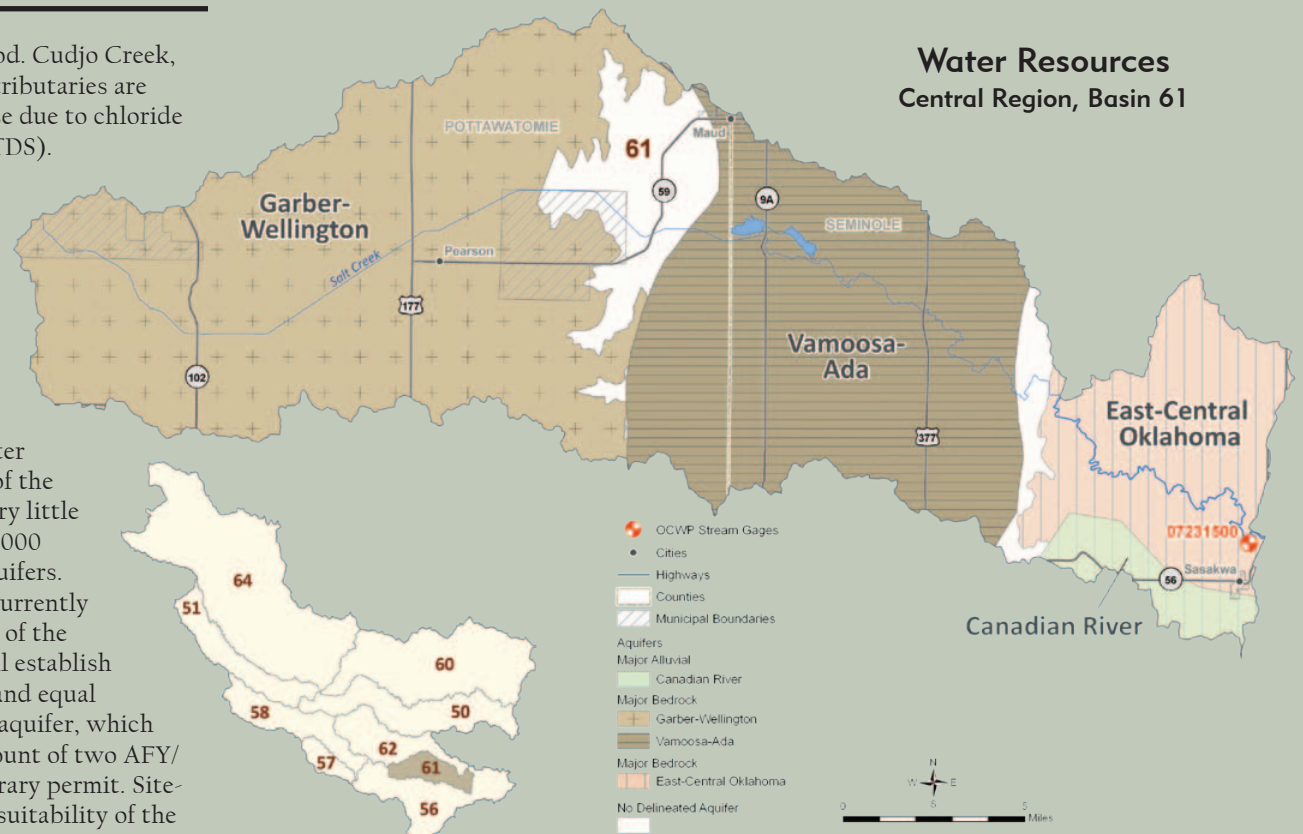 od. Cudjo Creek,
tributaries are
e due to chloride
TDS).
ter
of the
ry little
000
uifers.
urrently
of the
l establish
and equal
aquifer, which
ount of two AFY/
rary permit. Site-
suitability of the
Water Resources
Central Region, Basin 61
POTTAWATOMIE
61
Maud
59
9A
Garber-
Wellington
SEMINOLE
Pearson
Salt Creek
177
102
Vamoosa-
Ada
377
East-Central
Oklahoma
07231500
56
Sasakwa
Canadian River
64
51
60
58
50
62
57
61
56
OCWP Stream Gages
Cities
Highways
Counties
Municipal Boundaries
Aquifers
Major Alluvial
Canadian River
Major Bedrock
Garber-Wellington
Vamoosa-Ada
Major Bedrock
East-Central Oklahoma
No Delineated Aquifer
N
W E
S
0 5
Miles